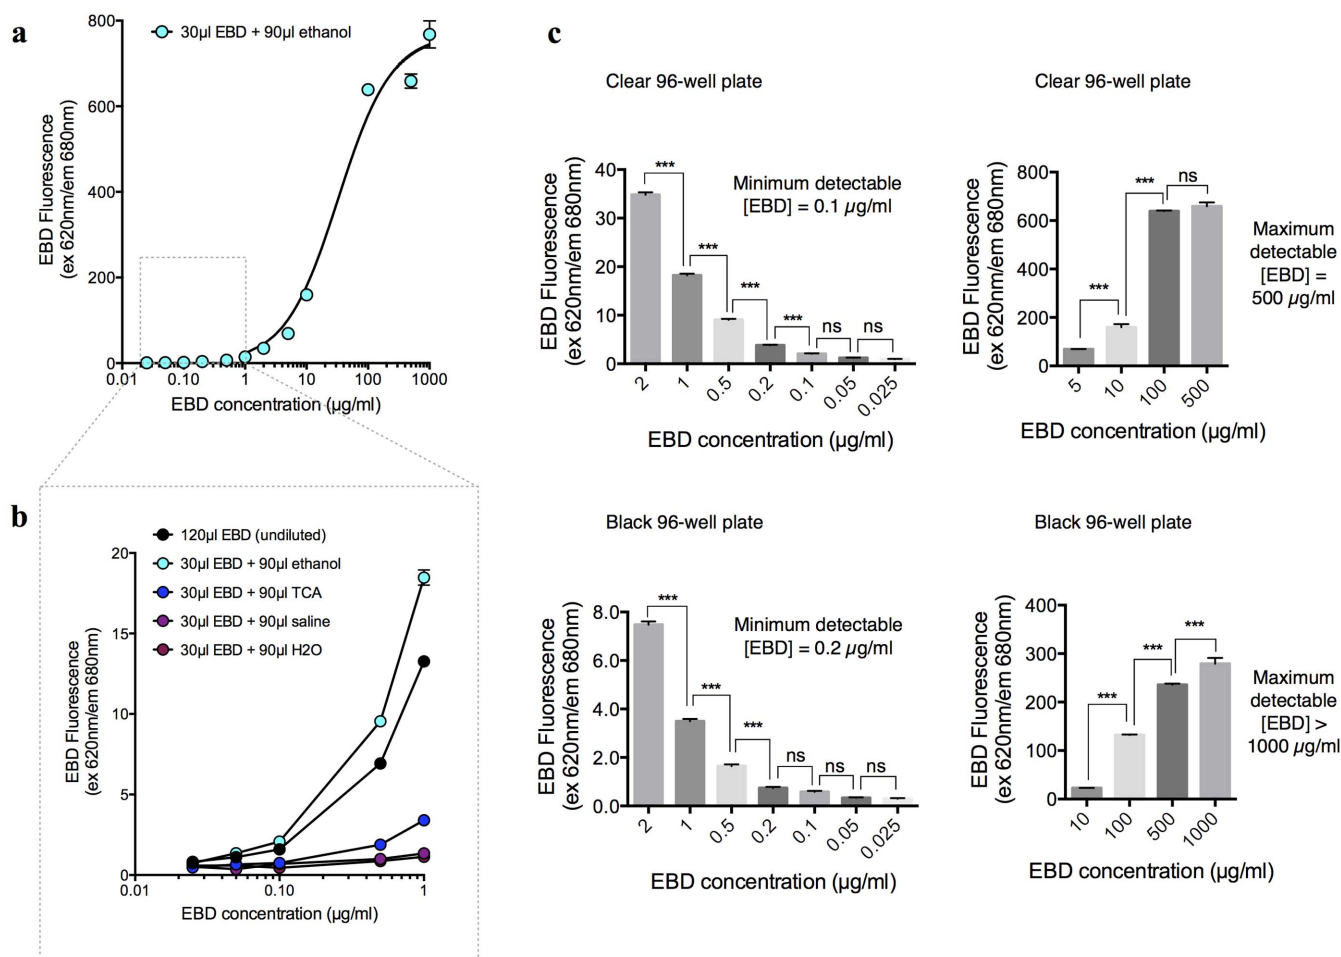 a
30µl EBD + 90µl ethanol
EBD Fluorescence
(ex 620nm/em 680nm)
800
600
400
200
0
0.01
0.10
1
10
100
1000
EBD concentration (µg/ml)
b
120µl EBD (undiluted)
30µl EBD + 90µl ethanol
30µl EBD + 90µl TCA
30µl EBD + 90µl saline
30µl EBD + 90µl H2O
EBD Fluorescence
(ex 620nm/em 680nm)
20
15
10
5
0
0.01
0.10
1
EBD concentration (µg/ml)
c
Clear 96-well plate
EBD Fluorescence
(ex 620nm/em 680nm)
40
30
20
10
0
***
***
***
***
ns
ns
Minimum detectable
[EBD] = 0.1 µg/ml
2
1
0.5
0.2
0.1
0.05
0.025
EBD concentration (µg/ml)
Clear 96-well plate
EBD Fluorescence
(ex 620nm/em 680nm)
800
600
400
200
0
***
***
ns
Maximum
detectable
[EBD] =
500 µg/ml
5
10
100
500
EBD concentration (µg/ml)
Black 96-well plate
EBD Fluorescence
(ex 620nm/em 680nm)
8.0
6.0
4.0
2.0
0.0
***
***
***
ns
ns
ns
Minimum detectable
[EBD] = 0.2 µg/ml
2
1
0.5
0.2
0.1
0.05
0.025
EBD concentration (µg/ml)
Black 96-well plate
EBD Fluorescence
(ex 620nm/em 680nm)
400
300
200
100
0
***
***
***
Maximum
detectable
[EBD] >
1000 µg/ml
10
100
500
1000
EBD concentration (µg/ml)